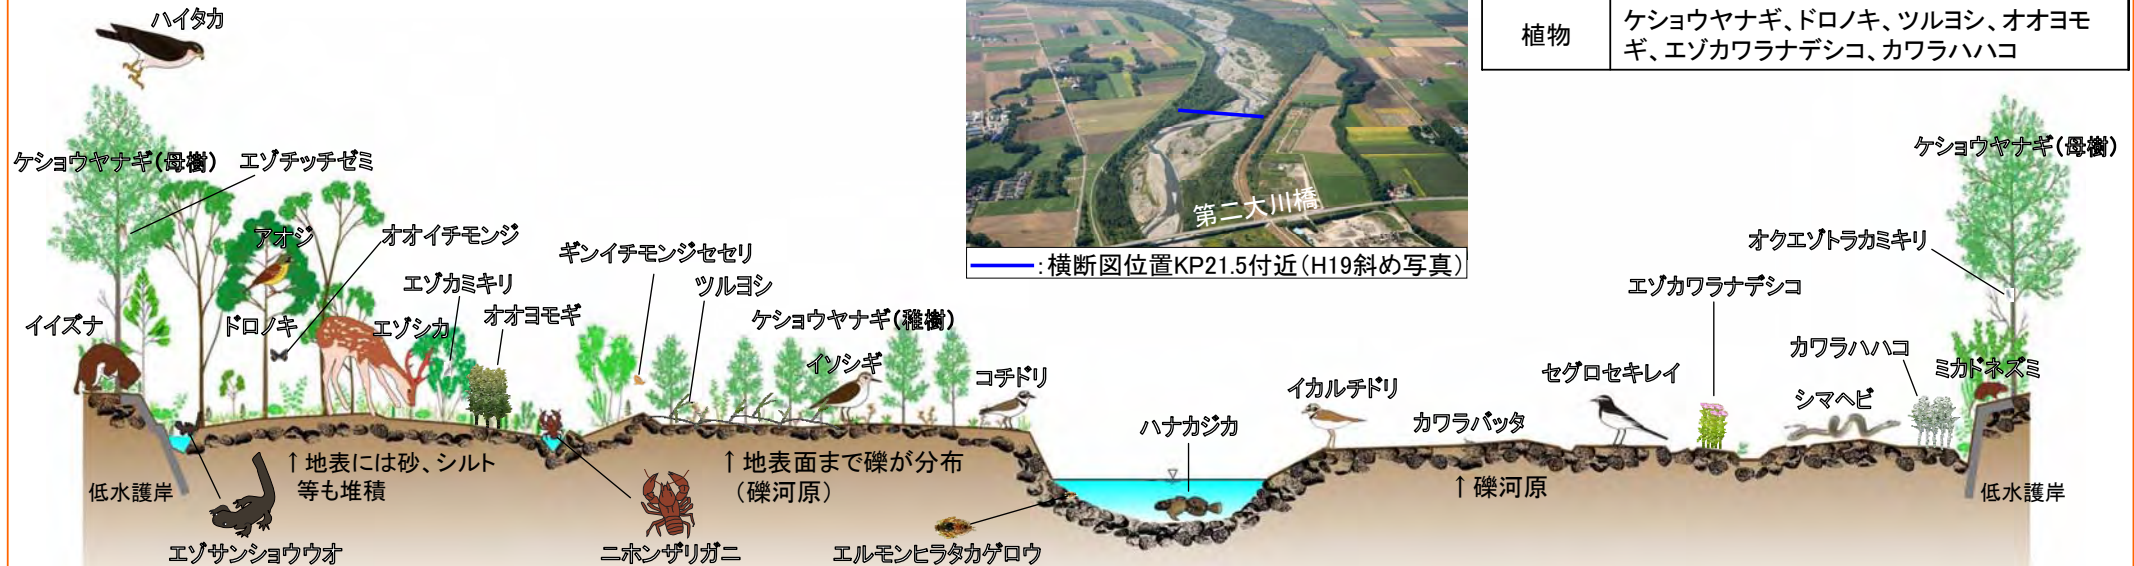 ハイタカ
植物
ケショウヤナギ、ドロノキ、ツルヨシ、オオヨモ
ギ、エゾカワラナデシコ、カワラハハコ
ケショウヤナギ(母樹)
エゾチッチゼミ
ケショウヤナギ(母樹)
第二大川橋
アオジ
オオイチモンジ
ギンイチモンジセセリ
オクエゾトラカミキリ
:横断図位置KP21.5付近(H19斜め写真)
エゾカミキリ
ツルヨシ
エゾカワラナデシコ
イイズナ
ドロノキ
エゾシカ
オオヨモギ
ケショウヤナギ(稚樹)
イソシギ
コチドリ
イカルチドリ
セグロセキレイ
カワラハハコ
ミカドネズミ
シマヘビ
ハナカジカ
カワラバッタ
低水護岸
↑地表には砂、シルト
等も堆積
↑地表面まで礫が分布
(礫河原)
↑礫河原
低水護岸
エゾサンショウウオ
ニホンザリガニ
エルモンヒラタカゲロウ